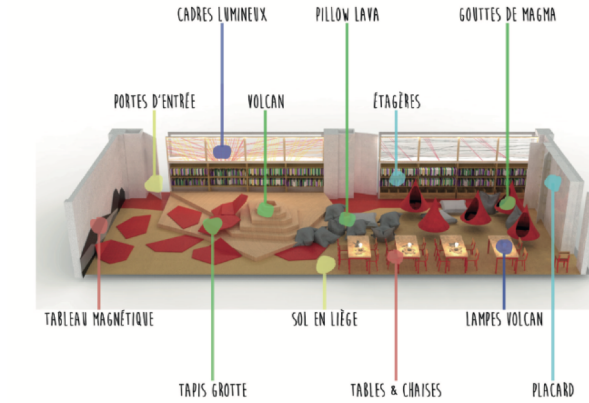 CADRES LUMINEUX
PILLOW LAVA
GOUTTES DE MAGMA
PORTES D'ENTRÉE
VOLCAN
ÉTAGÈRES
TABLEAU MAGNÉTIQUE
SOL EN LIÈGE
LAMPES VOLCAN
TAPIS GROTTE
TABLES & CHAISES
PLACARD